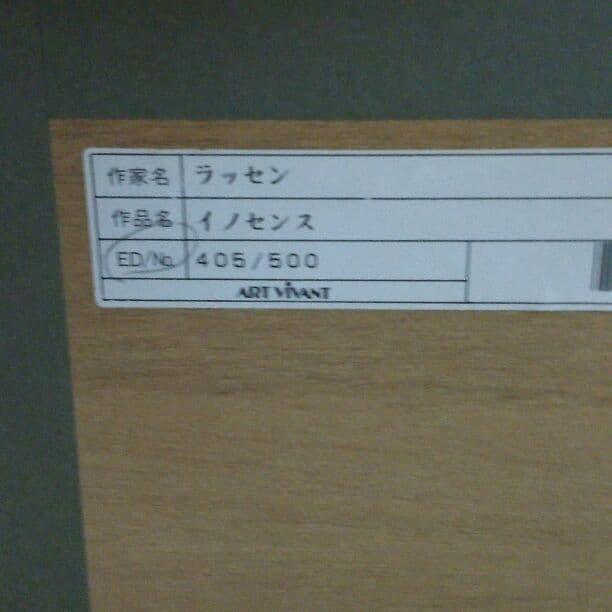 作家名 ラッセン
作品名 イノセンス
ED/No. 405/500
ART ViVANT